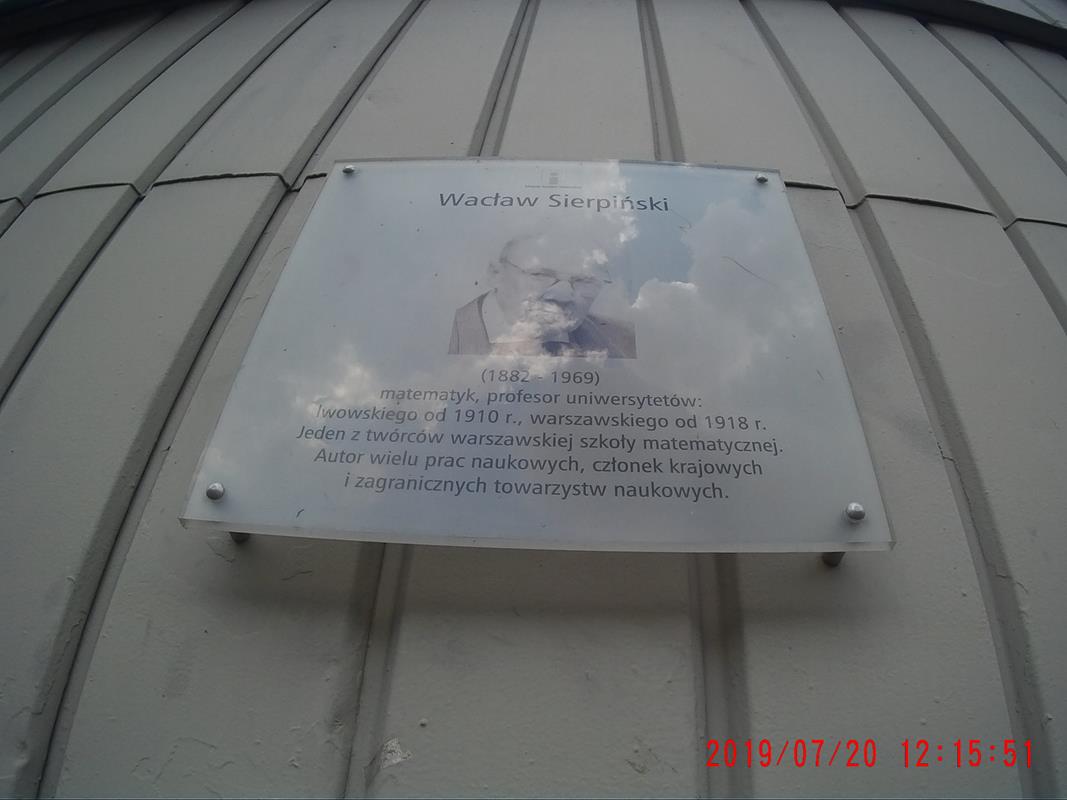 Wacław Sierpiński
(1882 - 1969)
matematyk, profesor uniwersytetów:
lwowskiego od 1910 r., warszawskiego od 1918 r.
Jeden z twórców warszawskiej szkoły matematycznej.
Autor wielu prac naukowych, członek krajowych
i zagranicznych towarzystw naukowych.
2019/07/20 12:15:51